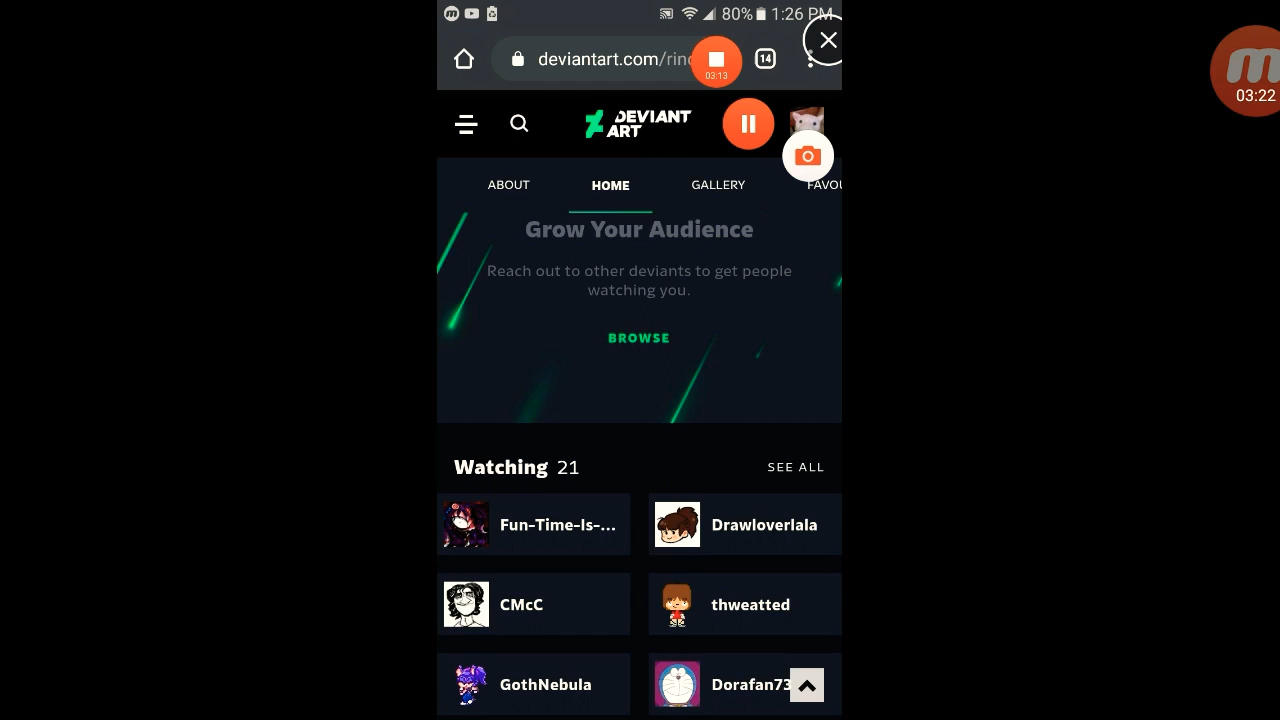 80% 1:26 PM
deviantart.com/rinc
03:13
14
03:22
DEVIANT
ART
ABOUT HOME GALLERY FAVOU
Grow Your Audience
Reach out to other deviants to get people
watching you.
BROWSE
Watching 21 SEE ALL
Fun-Time-Is-... Drawloverlala
CMcC thweatted
GothNebula Dorafan73